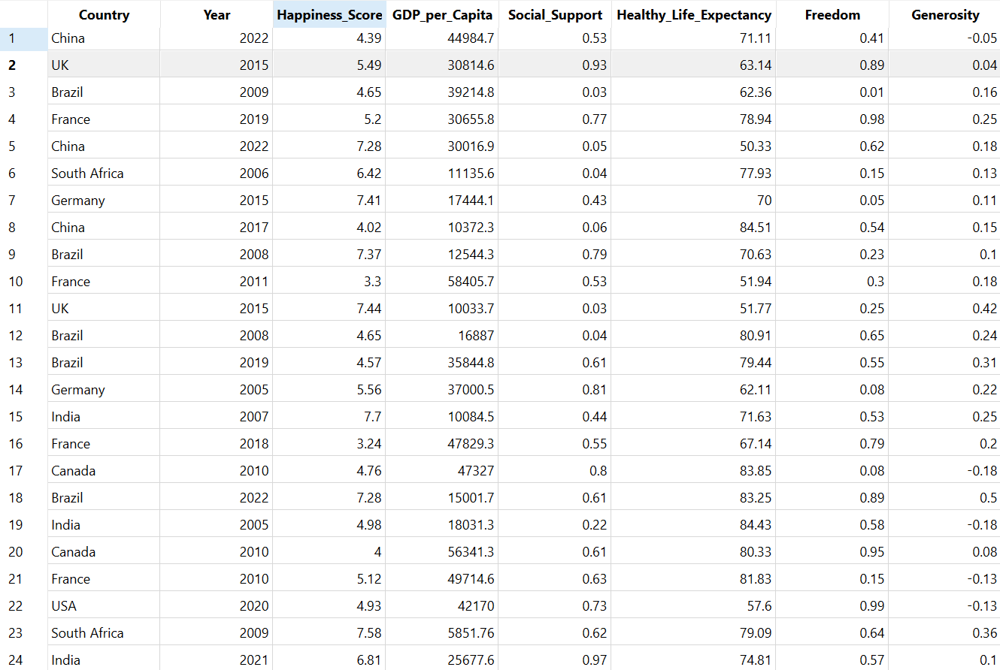 Country Year Happiness_Score GDP_per_Capita Social_Support Healthy_Life_Expectancy Freedom Generosity
1 China 2022 4.39 44984.7 0.53 71.11 0.41 -0.05
2 UK 2015 5.49 30814.6 0.93 63.14 0.89 0.04
3 Brazil 2009 4.65 39214.8 0.03 62.36 0.01 0.16
4 France 2019 5.2 30655.8 0.77 78.94 0.98 0.25
5 China 2022 7.28 30016.9 0.05 50.33 0.62 0.18
6 South Africa 2006 6.42 11135.6 0.04 77.93 0.15 0.13
7 Germany 2015 7.41 17444.1 0.43 70 0.05 0.11
8 China 2017 4.02 10372.3 0.06 84.51 0.54 0.15
9 Brazil 2008 7.37 12544.3 0.79 70.63 0.23 0.1
10 France 2011 3.3 58405.7 0.53 51.94 0.3 0.18
11 UK 2015 7.44 10033.7 0.03 51.77 0.25 0.42
12 Brazil 2008 4.65 16887 0.04 80.91 0.65 0.24
13 Brazil 2019 4.57 35844.8 0.61 79.44 0.55 0.31
14 Germany 2005 5.56 37000.5 0.81 62.11 0.08 0.22
15 India 2007 7.7 10084.5 0.44 71.63 0.53 0.25
16 France 2018 3.24 47829.3 0.55 67.14 0.79 0.2
17 Canada 2010 4.76 47327 0.8 83.85 0.08 -0.18
18 Brazil 2022 7.28 15001.7 0.61 83.25 0.89 0.5
19 India 2005 4.98 18031.3 0.22 84.43 0.58 -0.18
20 Canada 2010 4 56341.3 0.61 80.33 0.95 0.08
21 France 2010 5.12 49714.6 0.63 81.83 0.15 -0.13
22 USA 2020 4.93 42170 0.73 57.6 0.99 -0.13
23 South Africa 2009 7.58 5851.76 0.62 79.09 0.64 0.36
24 India 2021 6.81 25677.6 0.97 74.81 0.57 0.1